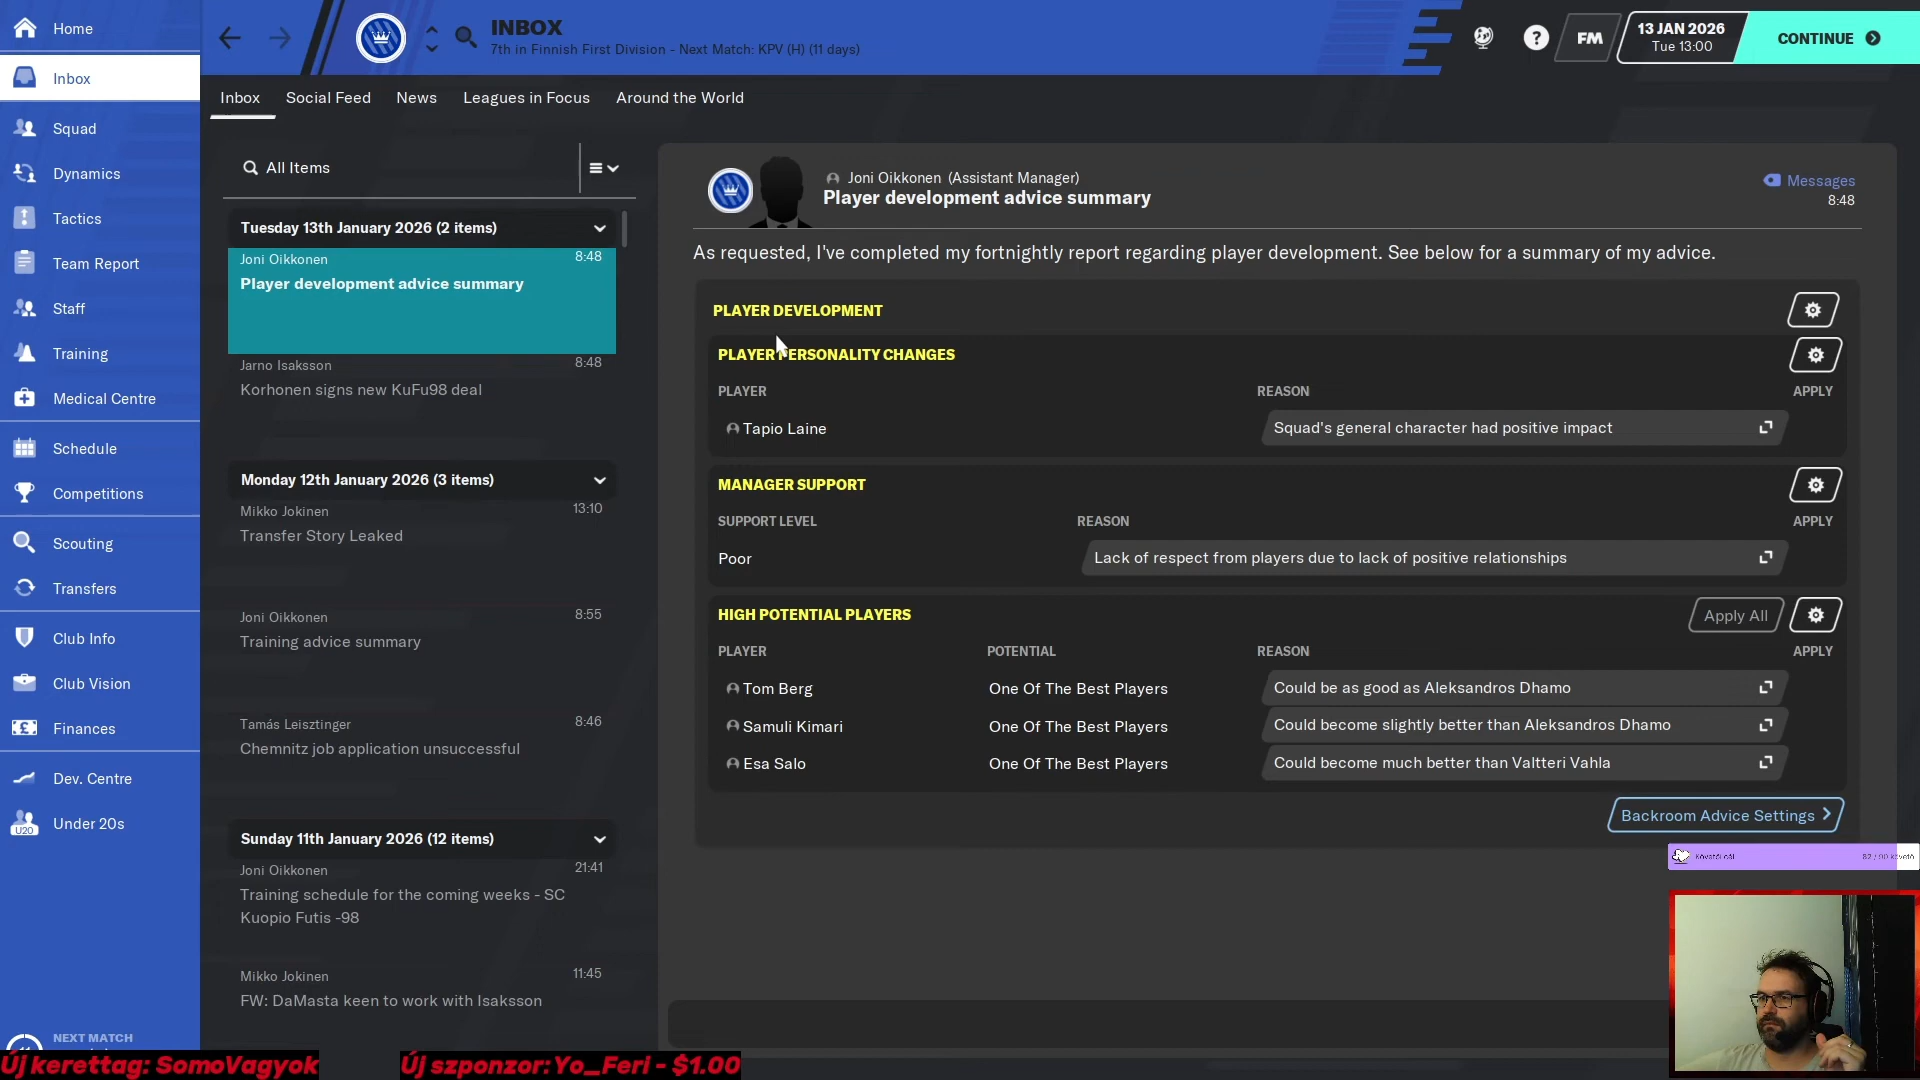 Home
Inbox
Squad
Dynamics
Tactics
Team Report
Staff
Training
Medical Centre
Schedule
Competitions
Scouting
Transfers
Club Info
Club Vision
Finances
Dev. Centre
U20
Under 20s
NEXT MATCH
INBOX
7th in Finnish First Division - Next Match: KPV (H) (11 days)
?
FM
13 JAN 2026
Tue 13:00
CONTINUE
Inbox
Social Feed
News
Leagues in Focus
Around the World
All Items
Tuesday 13th January 2026 (2 items)
Joni Oikkonen
8:48
Player development advice summary
Jarno Isaksson
8:48
Korhonen signs new KuFu98 deal
Monday 12th January 2026 (3 items)
Mikko Jokinen
13:10
Transfer Story Leaked
Joni Oikkonen
8:55
Training advice summary
Tamás Leisztinger
8:46
Chemnitz job application unsuccessful
Sunday 11th January 2026 (12 items)
Joni Oikkonen
21:41
Training schedule for the coming weeks - SC
Kuopio Futis -98
Mikko Jokinen
11:45
FW: DaMasta keen to work with Isaksson
Joni Oikkonen (Assistant Manager)
Player development advice summary
Messages
8:48
As requested, I've completed my fortnightly report regarding player development. See below for a summary of my advice.
PLAYER DEVELOPMENT
PLAYER PERSONALITY CHANGES
PLAYER
REASON
APPLY
Tapio Laine
Squad's general character had positive impact
MANAGER SUPPORT
SUPPORT LEVEL
REASON
APPLY
Poor
Lack of respect from players due to lack of positive relationships
HIGH POTENTIAL PLAYERS
Apply All
PLAYER
POTENTIAL
REASON
APPLY
Tom Berg
One Of The Best Players
Could be as good as Aleksandros Dhamo
Samuli Kimari
One Of The Best Players
Could become slightly better than Aleksandros Dhamo
Esa Salo
One Of The Best Players
Could become much better than Valtteri Vahla
Backroom Advice Settings
Követői cél
82 / 90 követő
Új kerettag: SomoVagyok
Új szponzor: Yo_Feri - $1.00